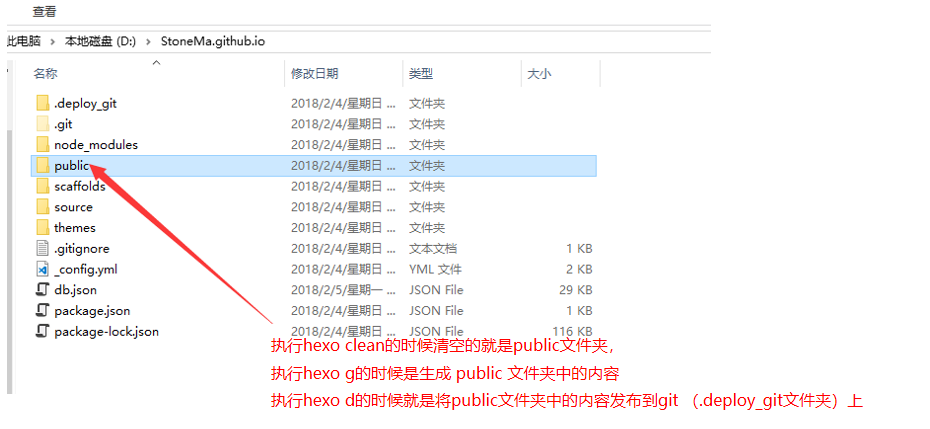 查看
此电脑 › 本地磁盘 (D:) › StoneMa.github.io
名称 修改日期 类型 大小
.deploy_git 2018/2/4/星期日 ... 文件夹
.git 2018/2/4/星期日 ... 文件夹
node_modules 2018/2/4/星期日 ... 文件夹
public 2018/2/4/星期日 ... 文件夹
scaffolds 2018/2/4/星期日 ... 文件夹
source 2018/2/4/星期日 ... 文件夹
themes 2018/2/4/星期日 ... 文件夹
.gitignore 2018/2/4/星期日 ... 文本文档 1 KB
_config.yml 2018/2/4/星期日 ... YML 文件 2 KB
db.json 2018/2/5/星期一 ... JSON File 29 KB
package.json 2018/2/4/星期日 ... JSON File 1 KB
package-lock.json 2018/2/4/星期日 ... JSON File 116 KB
执行hexo clean的时候清空的就是public文件夹,
执行hexo g的时候是生成 public 文件夹中的内容
执行hexo d的时候就是将public文件夹中的内容发布到git （.deploy_git文件夹）上